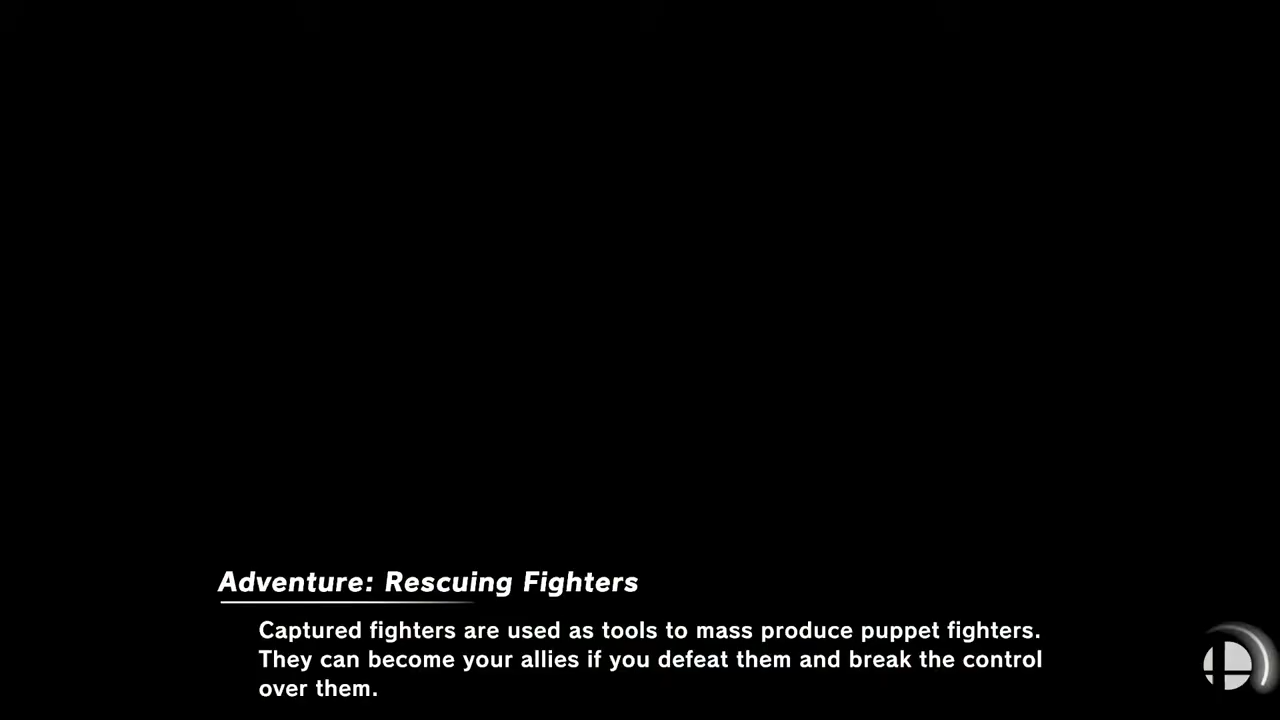 Adventure: Rescuing Fighters
Captured fighters are used as tools to mass produce puppet fighters.
They can become your allies if you defeat them and break the control
over them.